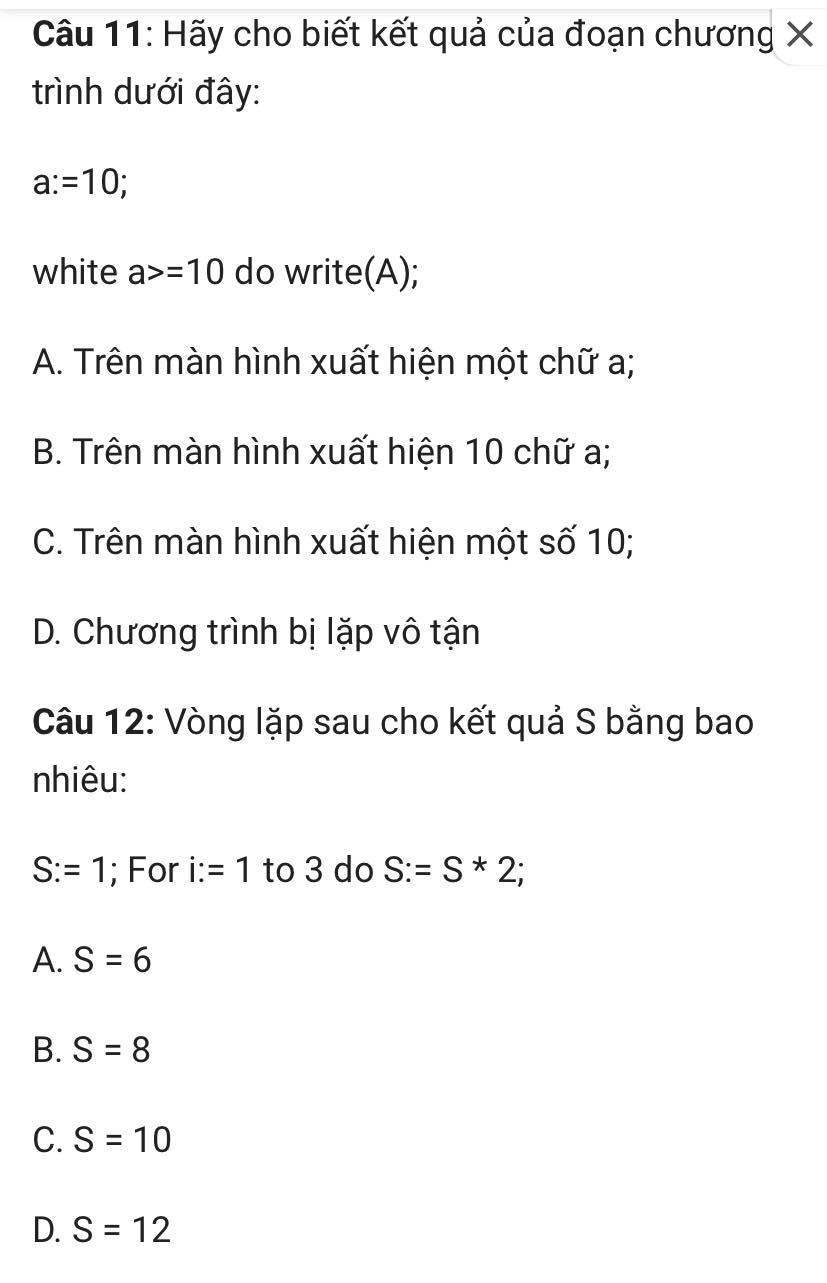 Câu 11: Hãy cho biết kết quả của đoạn chương
trình dưới đây:
a:=10;
white a>=10 do write(A);
A. Trên màn hình xuất hiện một chữ a;
B. Trên màn hình xuất hiện 10 chữ a;
C. Trên màn hình xuất hiện một số 10;
D. Chương trình bị lặp vô tận
Câu 12: Vòng lặp sau cho kết quả S bằng bao
nhiêu:
S:= 1; For i:= 1 to 3 do S:= S * 2;
A. S = 6
B. S = 8
C. S = 10
D. S = 12